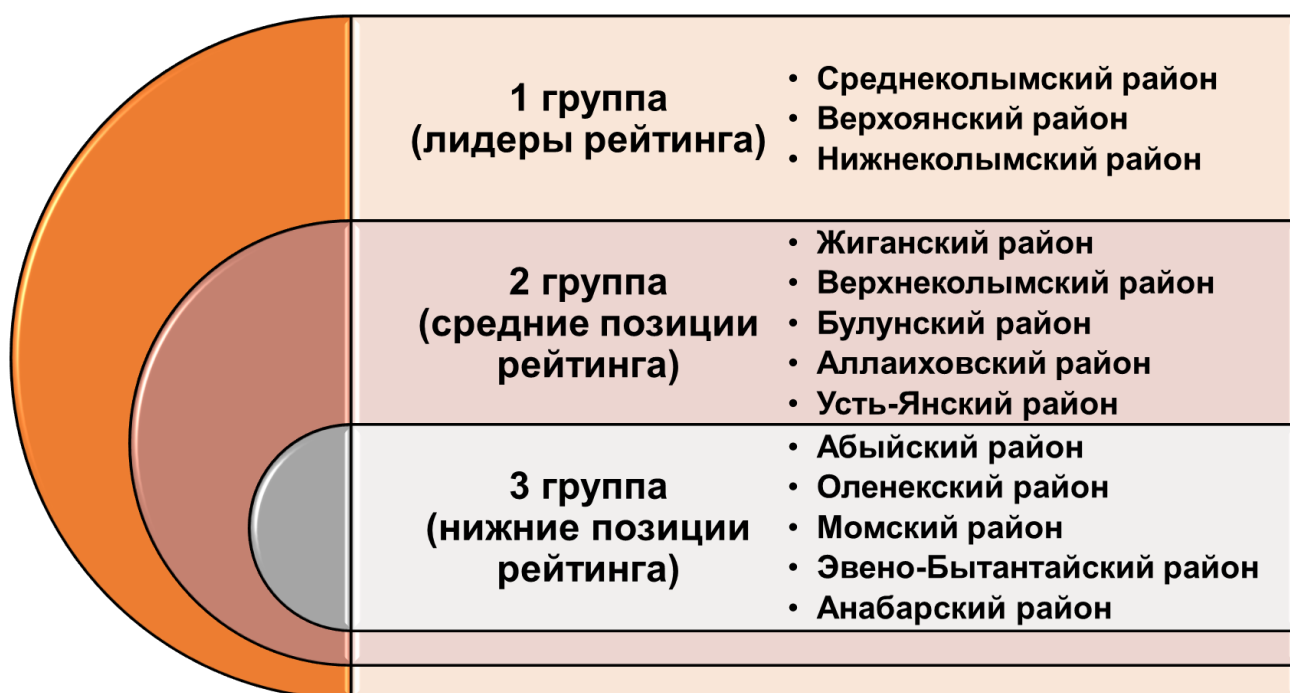 1 группа
(лидеры рейтинга)
• Среднеколымский район
• Верхоянский район
• Нижнеколымский район
2 группа
(средние позиции
рейтинга)
• Жиганский район
• Верхнеколымский район
• Булунский район
• Аллаиховский район
• Усть-Янский район
3 группа
(нижние позиции
рейтинга)
• Абыйский район
• Оленекский район
• Момский район
• Эвено-Бытантайский район
• Анабарский район